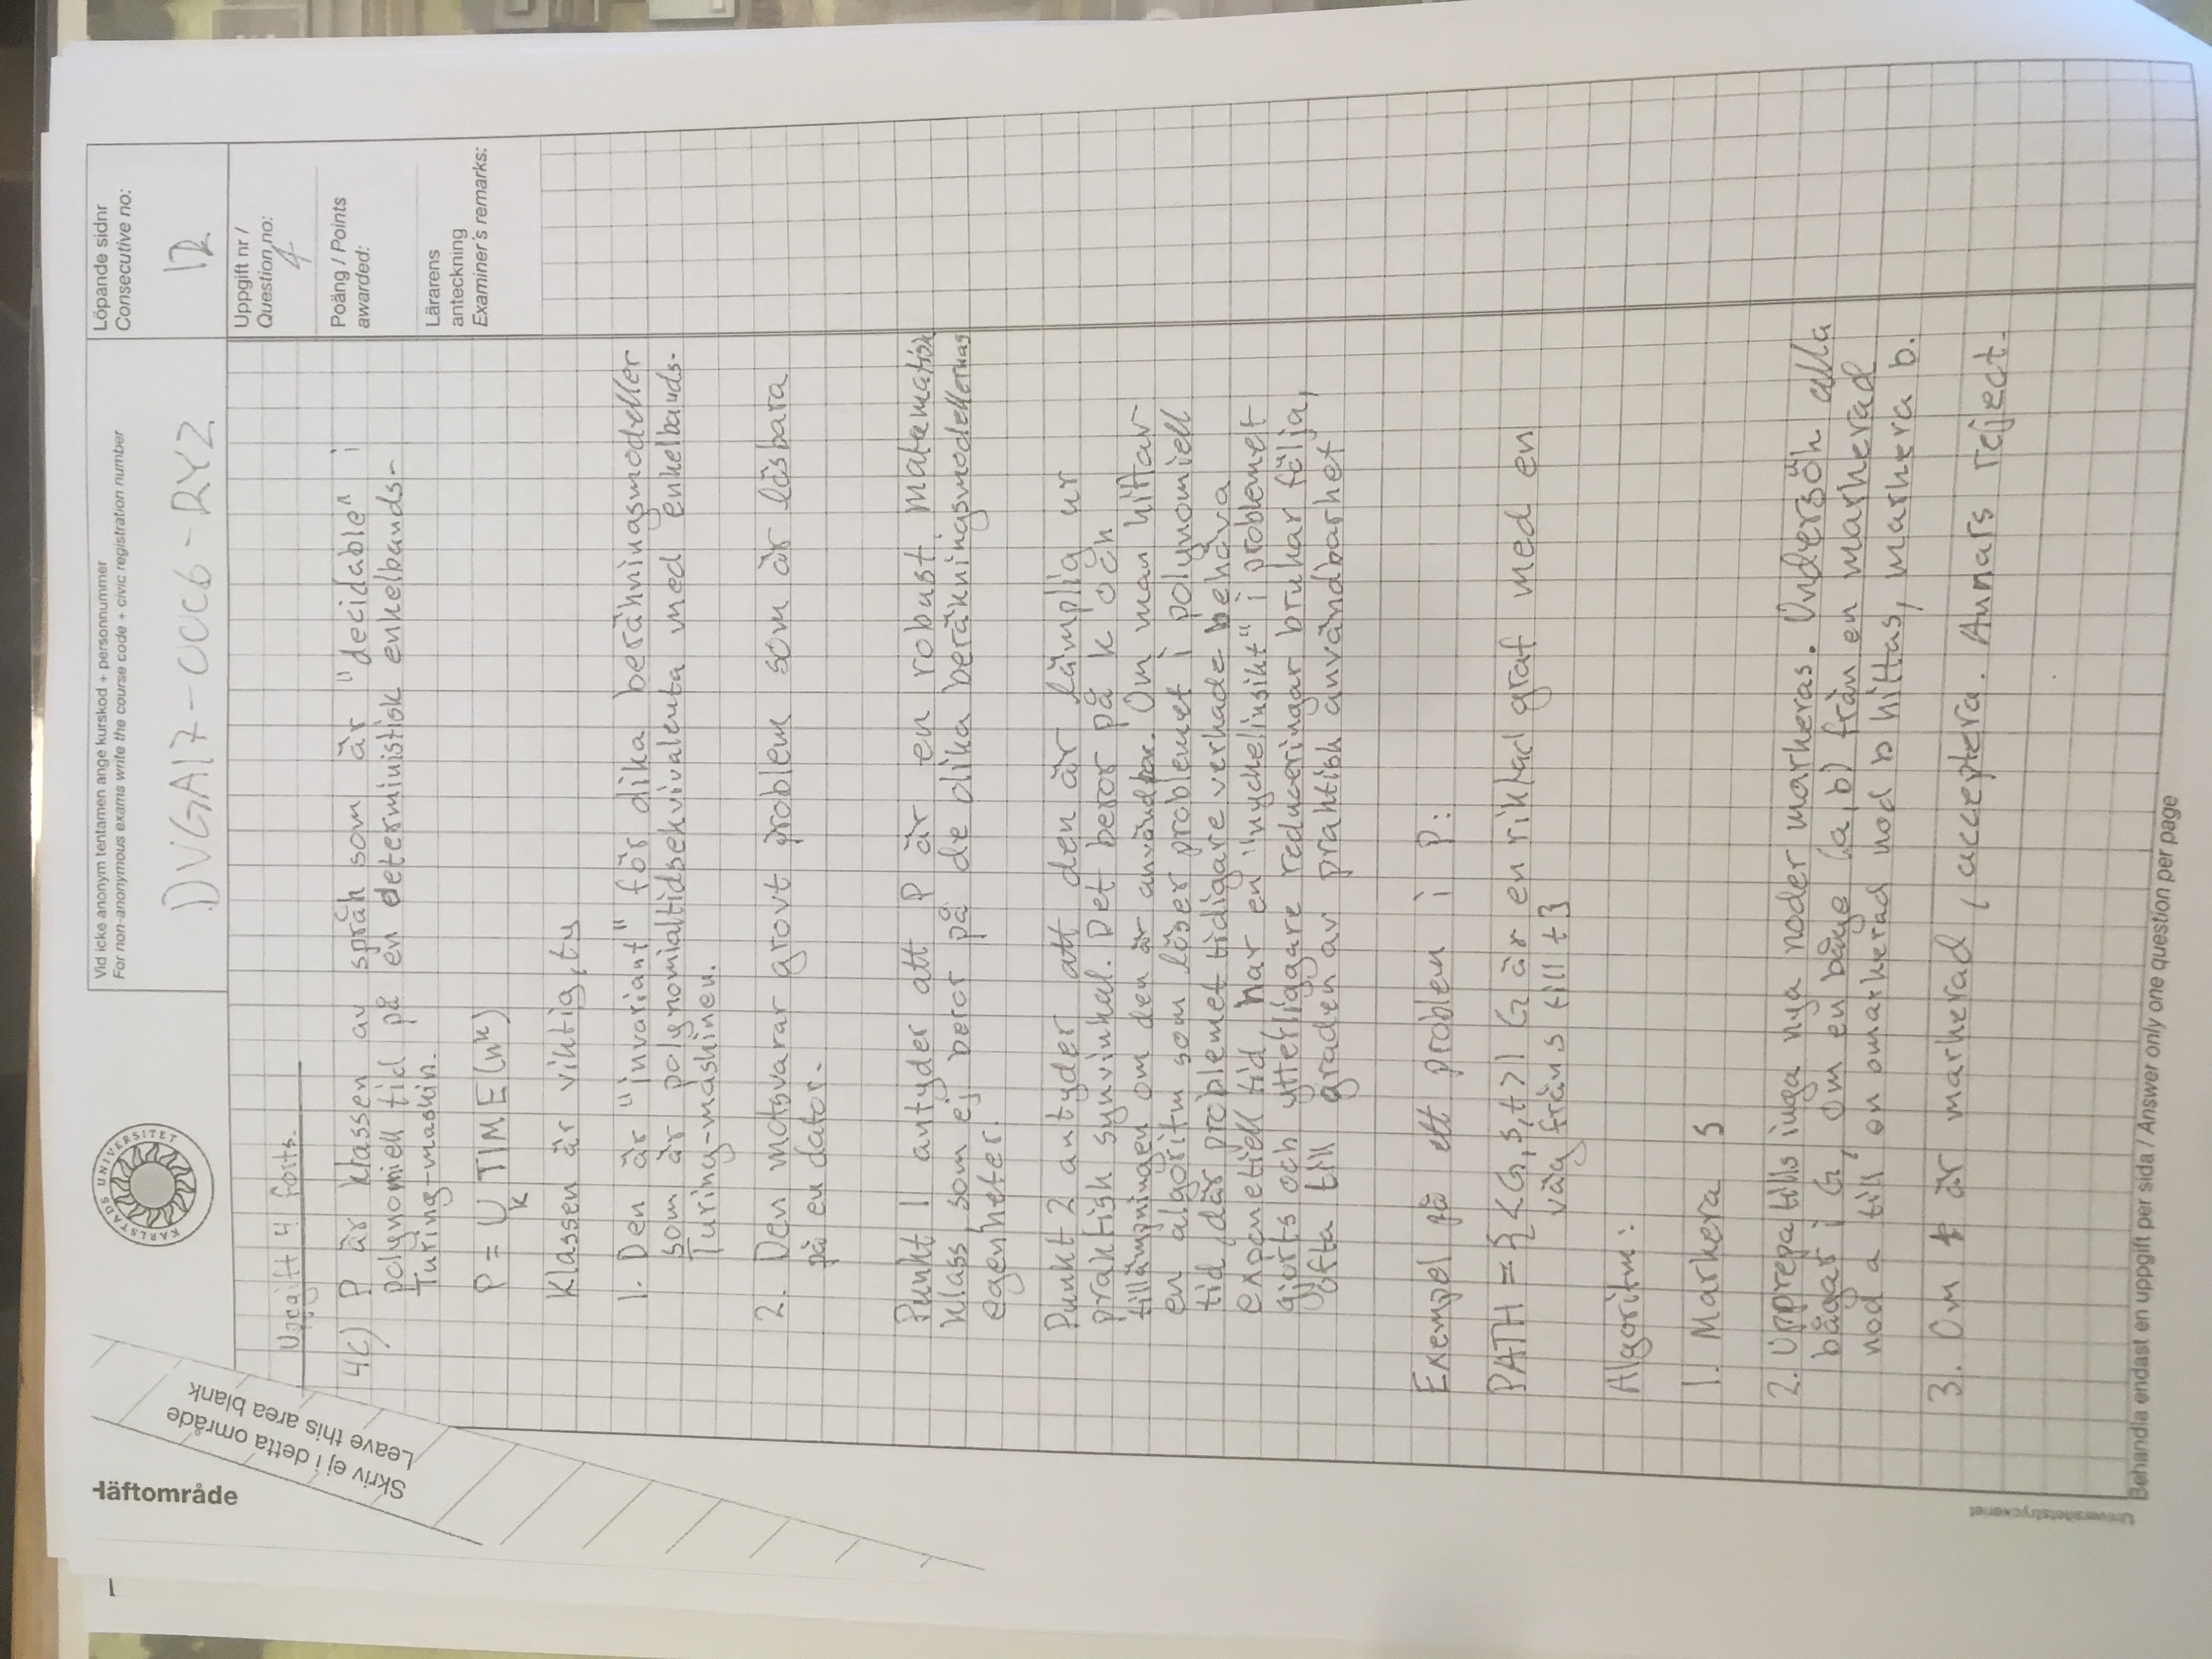 Häftområde
Skriv ej i detta område
Leave this area blank
KARLSTADS UNIVERSITET
Vid icke anonym tentamen ange kurskod + personnummer
For non-anonymous exams write the course code + civic registration number
DVGA17-0006-RYZ
Löpande sidnr
Consecutive no:
12
Uppgift nr /
Question no:
4
Poäng / Points
awarded:
Lärarens
anteckning
Examiner's remarks:
Uppgift 4 forts.
4c) P är klassen av språk som är "decidable" i
polynomiell tid på en deterministisk enkelbands-
Turing-maskin.
P = ∪ TIME(nᵏ)
k
Klassen är viktig, ty
1. Den är "invariant" för olika beräkningsmodeller
som är polynomialtidsekvivalenta med enkelbands-
Turing-maskinen.
2. Den motsvarar grovt problem som är lösbara
på en dator.
Punkt 1 antyder att P är en robust matematisk
klass, som ej beror på de olika beräkningsmodellernas
egenheter.
Punkt 2 antyder att den är lämplig ur
praktisk synvinkel. Det beror på k och
tillämpningen om den är användbar. Om man hittar
en algoritm som löser problemet i polynomiell
tid, där problemet tidigare verkade behöva
exponetiell tid, har en "nyckelinsikt" i problemet
gjorts och ytterliggare reduceringar brukar följa,
ofta till graden av praktisk användbarhet
Exempel på ett problem i P:
PATH = {<G,s,t>| G är en riktad graf med en
väg från s till t}
Algoritm:
1. Markera s
2. Upprepa tills inga nya noder markeras. Undersök alla
bågar i G, om en båge (a,b) från en markerad
nod a till en omarkerad nod b hittas, markera b.
3. Om t är markerad, acceptera. Annars reject.
Universitetstryckeriet
Behandla endast en uppgift per sida / Answer only one question per page